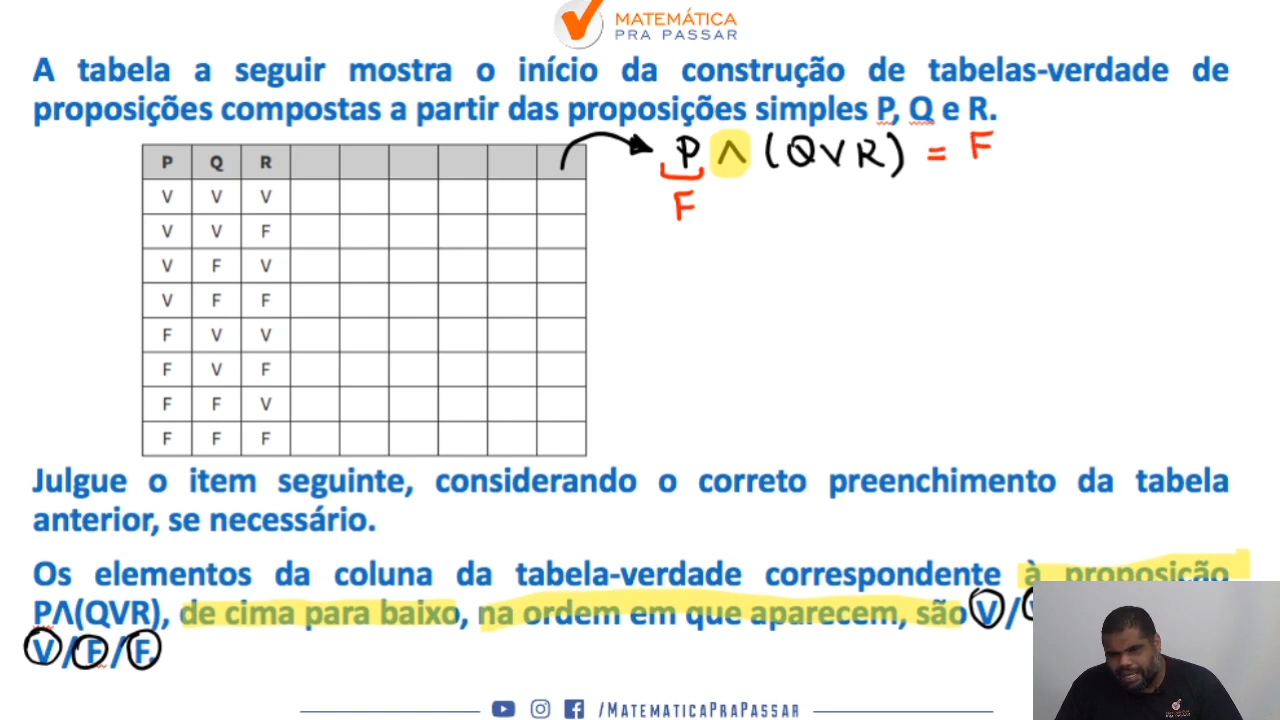 MATEMÁTICA
PRA PASSAR
A tabela a seguir mostra o início da construção de tabelas-verdade de
proposições compostas a partir das proposições simples P, Q e R.
P Λ (QVR) = F
F
P Q R
V V V
V V F
V F V
V F F
F V V
F V F
F F V
F F F
Julgue o item seguinte, considerando o correto preenchimento da tabela
anterior, se necessário.
Os elementos da coluna da tabela-verdade correspondente à proposição
PΛ(QVR), de cima para baixo, na ordem em que aparecem, são V/
V/F/F.
/MatematicaPraPassar